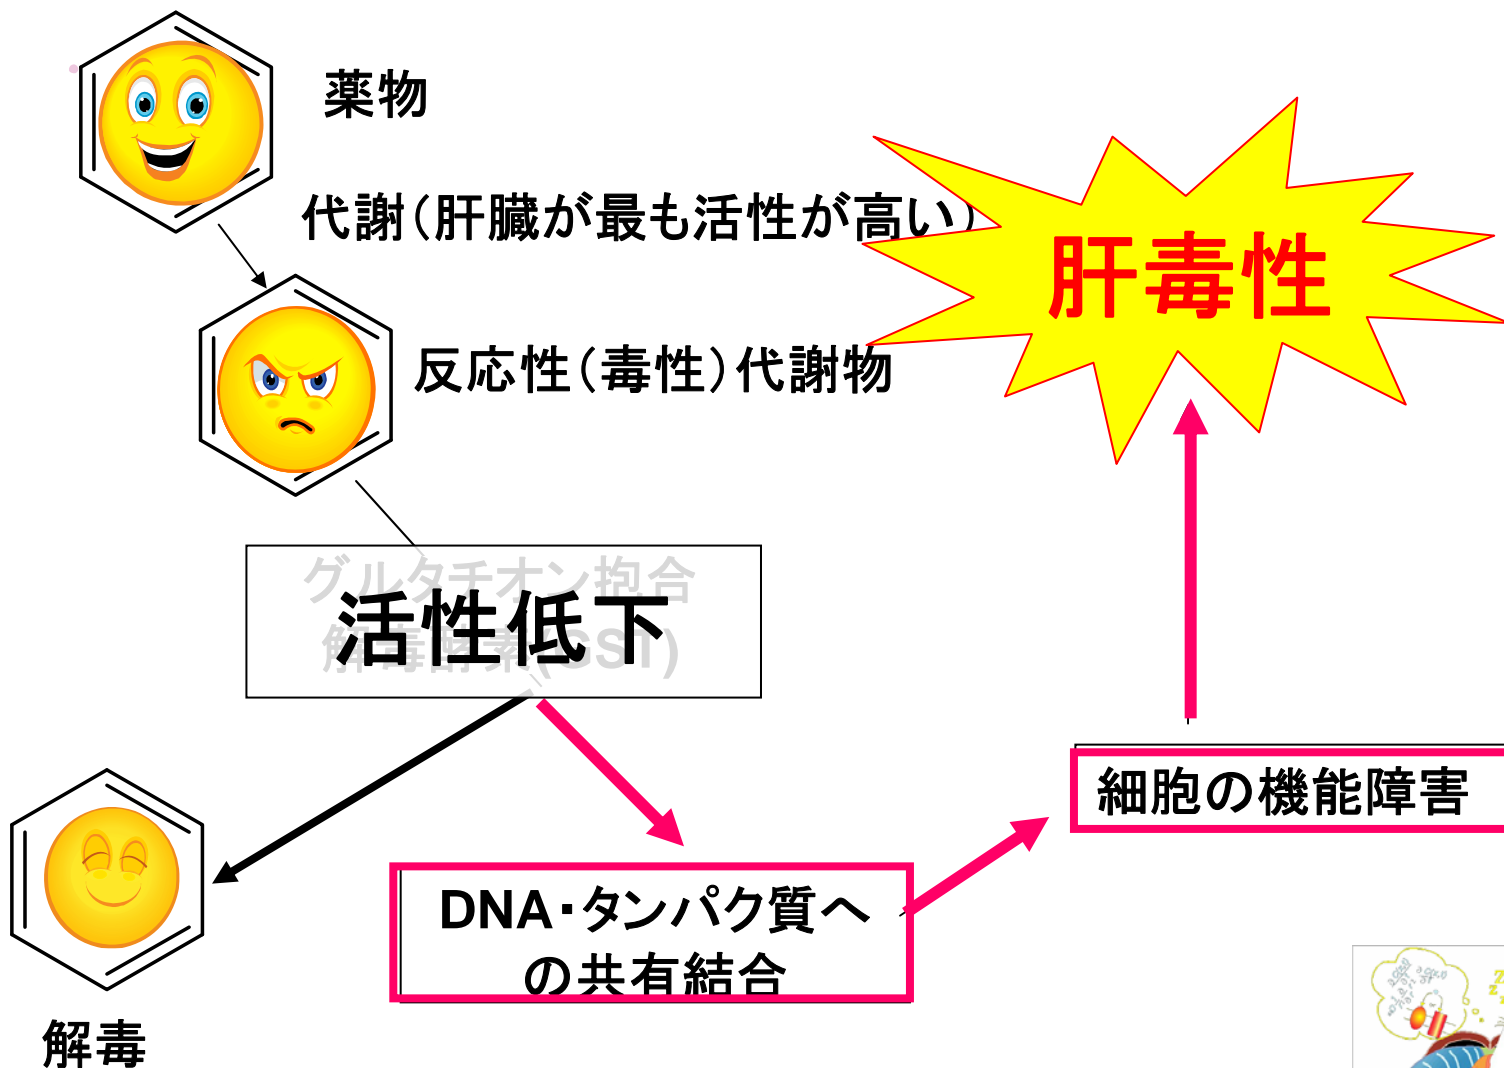 薬物
代謝（肝臓が最も活性が高い）
肝毒性
反応性（毒性）代謝物
グルタチオン抱合
活性低下
解毒酵素(GST)
細胞の機能障害
DNA・タンパク質へ
の共有結合
解毒